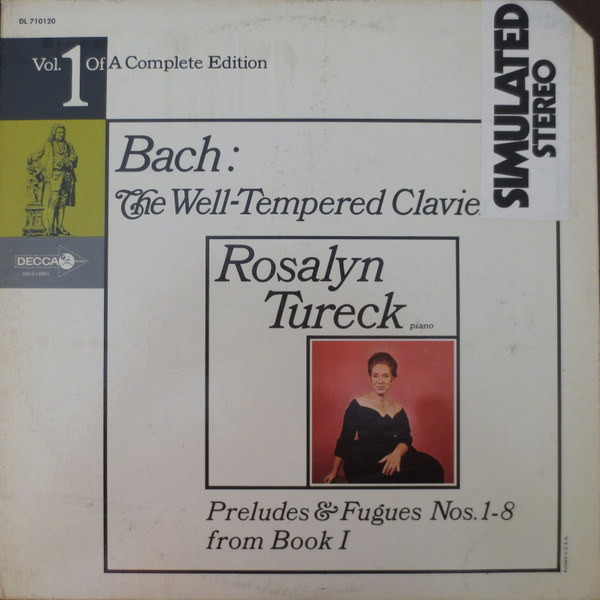 DL 710120
Vol. 1 Of A Complete Edition
SIMULATED
STEREO
Bach:
The Well-Tempered Clavie
DECCA
Rosalyn
Tureck
piano
Preludes & Fugues Nos. 1-8
from Book I